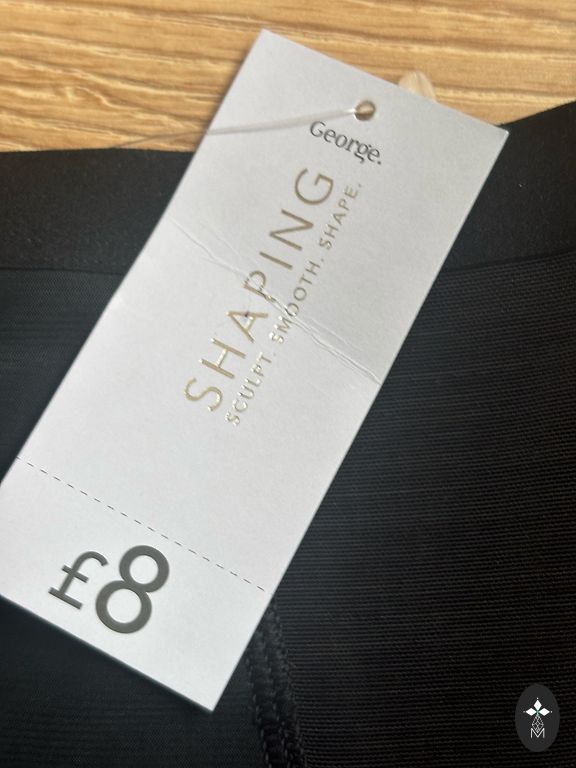 George.
SHAPING
SCULPT. SMOOTH. SHAPE.
£8